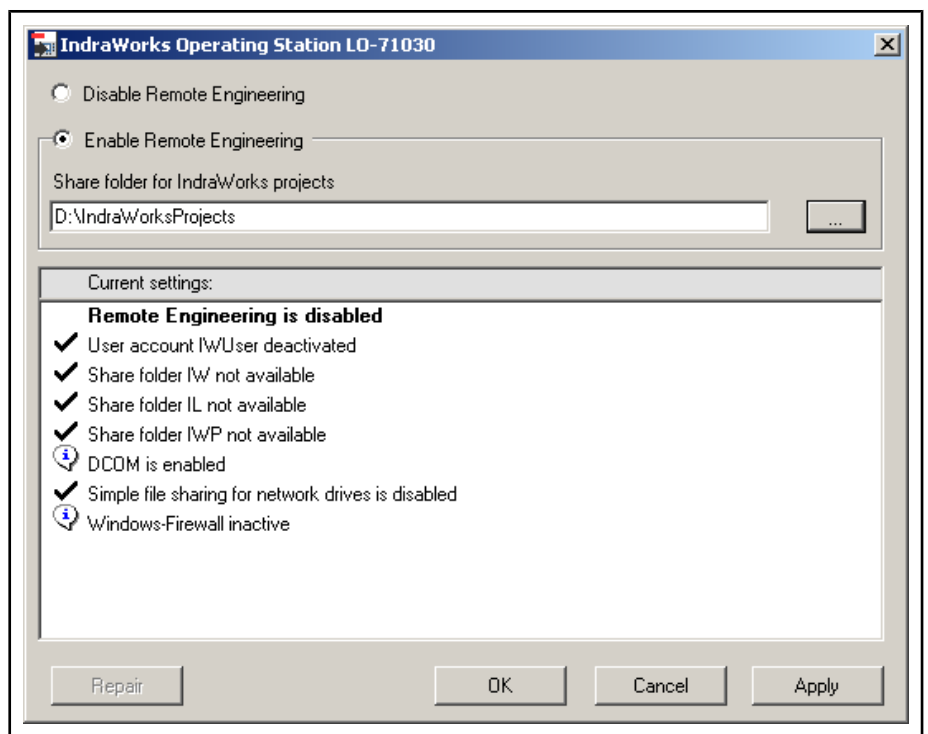 IndraWorks Operating Station LO-71030
Disable Remote Engineering
Enable Remote Engineering
Share folder for IndraWorks projects
D:\IndraWorksProjects
...
Current settings:
Remote Engineering is disabled
User account IWUser deactivated
Share folder IW not available
Share folder IL not available
Share folder IWP not available
DCOM is enabled
Simple file sharing for network drives is disabled
Windows-Firewall inactive
Repair
OK
Cancel
Apply